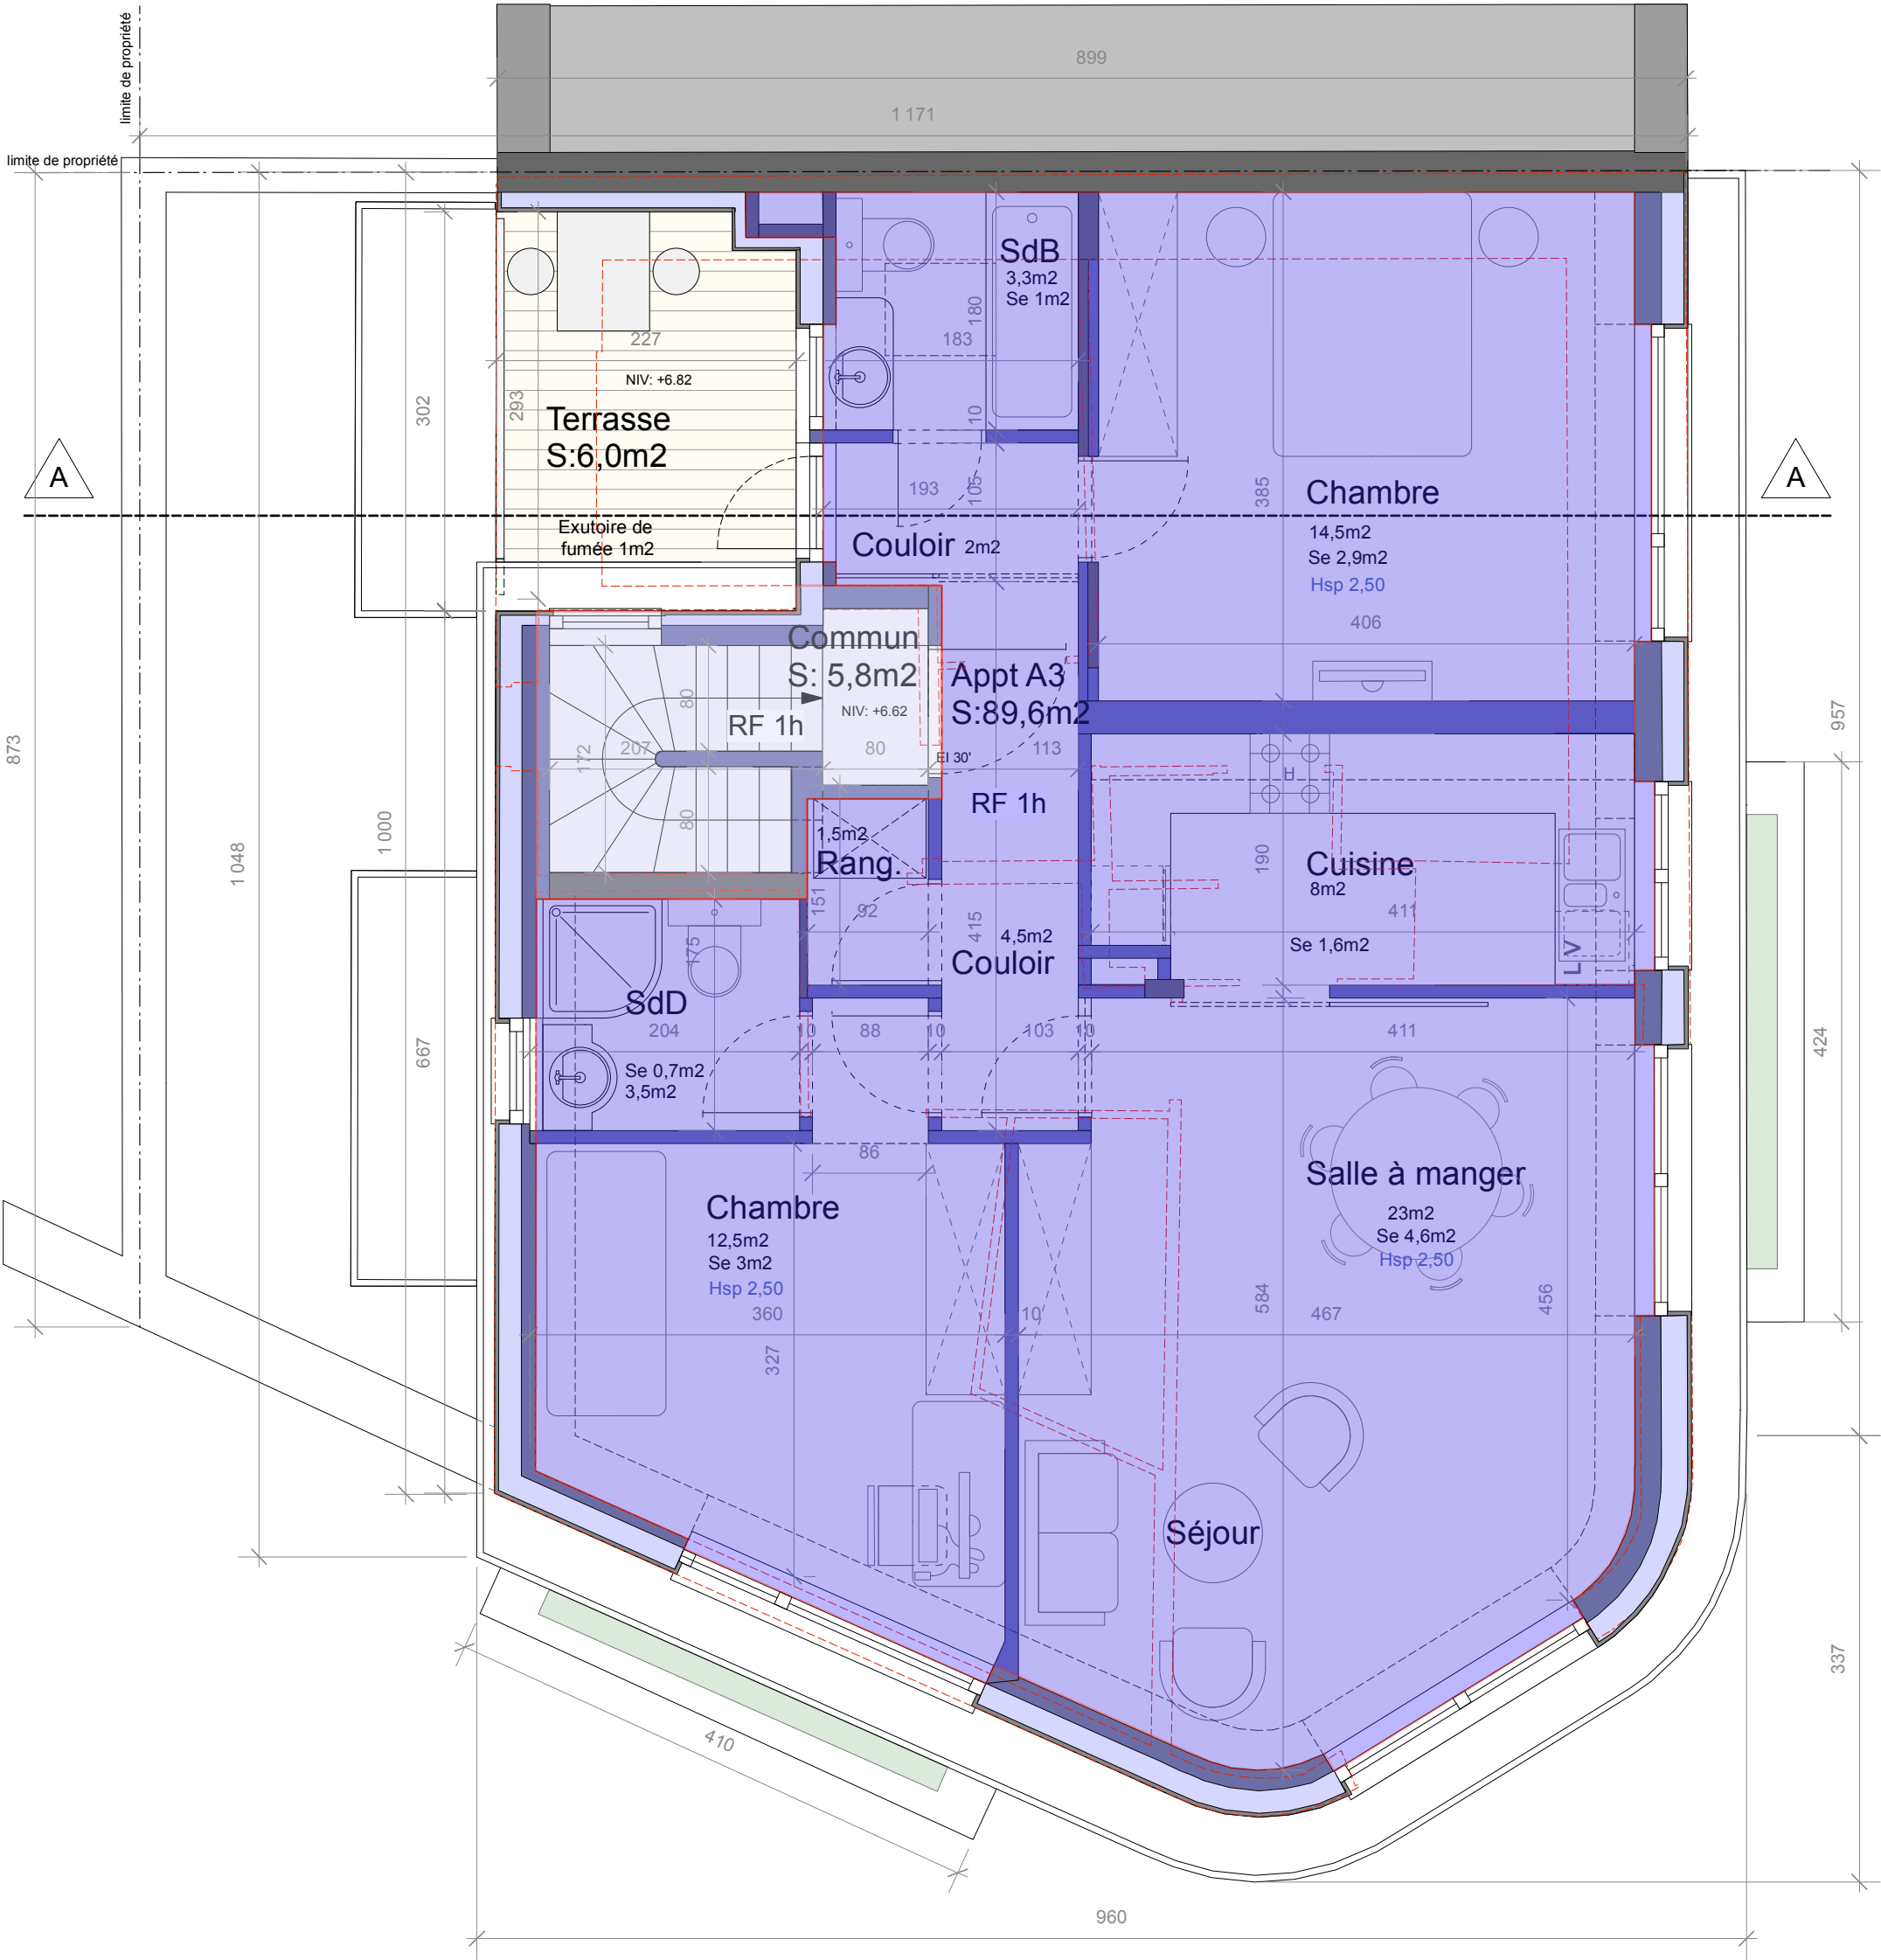 limite de propriété
899
1 171
limite de propriété
SdB
3,3m2
Se 1m2
180
183
227
NIV: +6.82
302
293
Terrasse
S:6,0m2
10
A
A
193
105
385
Chambre
14,5m2
Se 2,9m2
Hsp 2,50
Exutoire de
fumée 1m2
Couloir 2m2
406
Commun
S: 5,8m2
NIV: +6.62
Appt A3
S:89,6m2
80
RF 1h
172
207
80
113
EI 30'
H
957
873
RF 1h
80
1 000
1 048
1,5m2
Rang.
190
Cuisine
8m2
151
92
415
411
4,5m2
Couloir
Se 1,6m2
LV
175
SdD
204
10
88
10
103
10
411
424
667
Se 0,7m2
3,5m2
86
Salle à manger
23m2
Se 4,6m2
Hsp 2,50
Chambre
12,5m2
Se 3m2
Hsp 2,50
360
10
467
584
456
327
Séjour
337
410
960